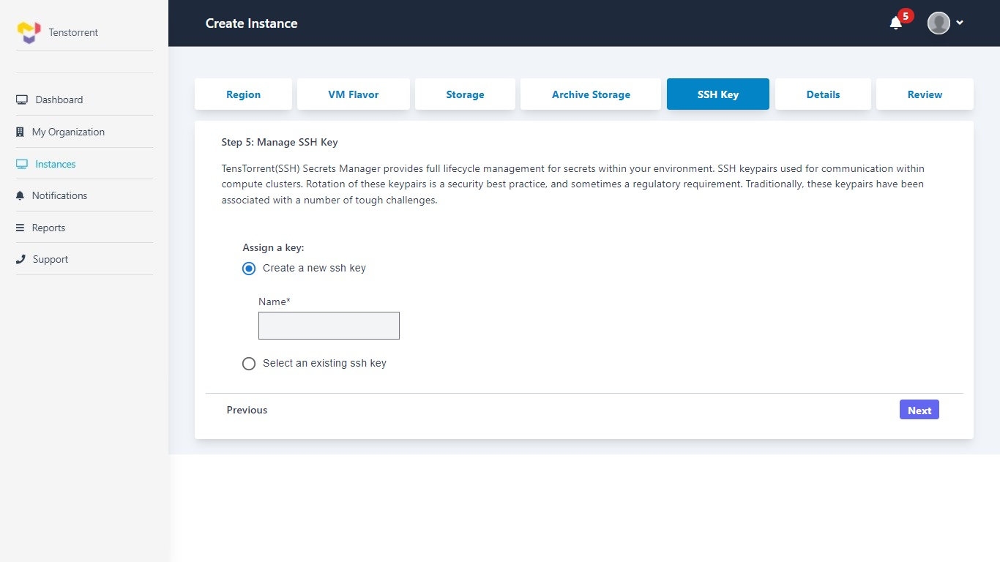 Tenstorrent
Create Instance
5
Dashboard
My Organization
Instances
Notifications
Reports
Support
Region
VM Flavor
Storage
Archive Storage
SSH Key
Details
Review
Step 5: Manage SSH Key
TensTorrent(SSH) Secrets Manager provides full lifecycle management for secrets within your environment. SSH keypairs used for communication within
compute clusters. Rotation of these keypairs is a security best practice, and sometimes a regulatory requirement. Traditionally, these keypairs have been
associated with a number of tough challenges.
Assign a key:
Create a new ssh key
Name*
Select an existing ssh key
Previous
Next